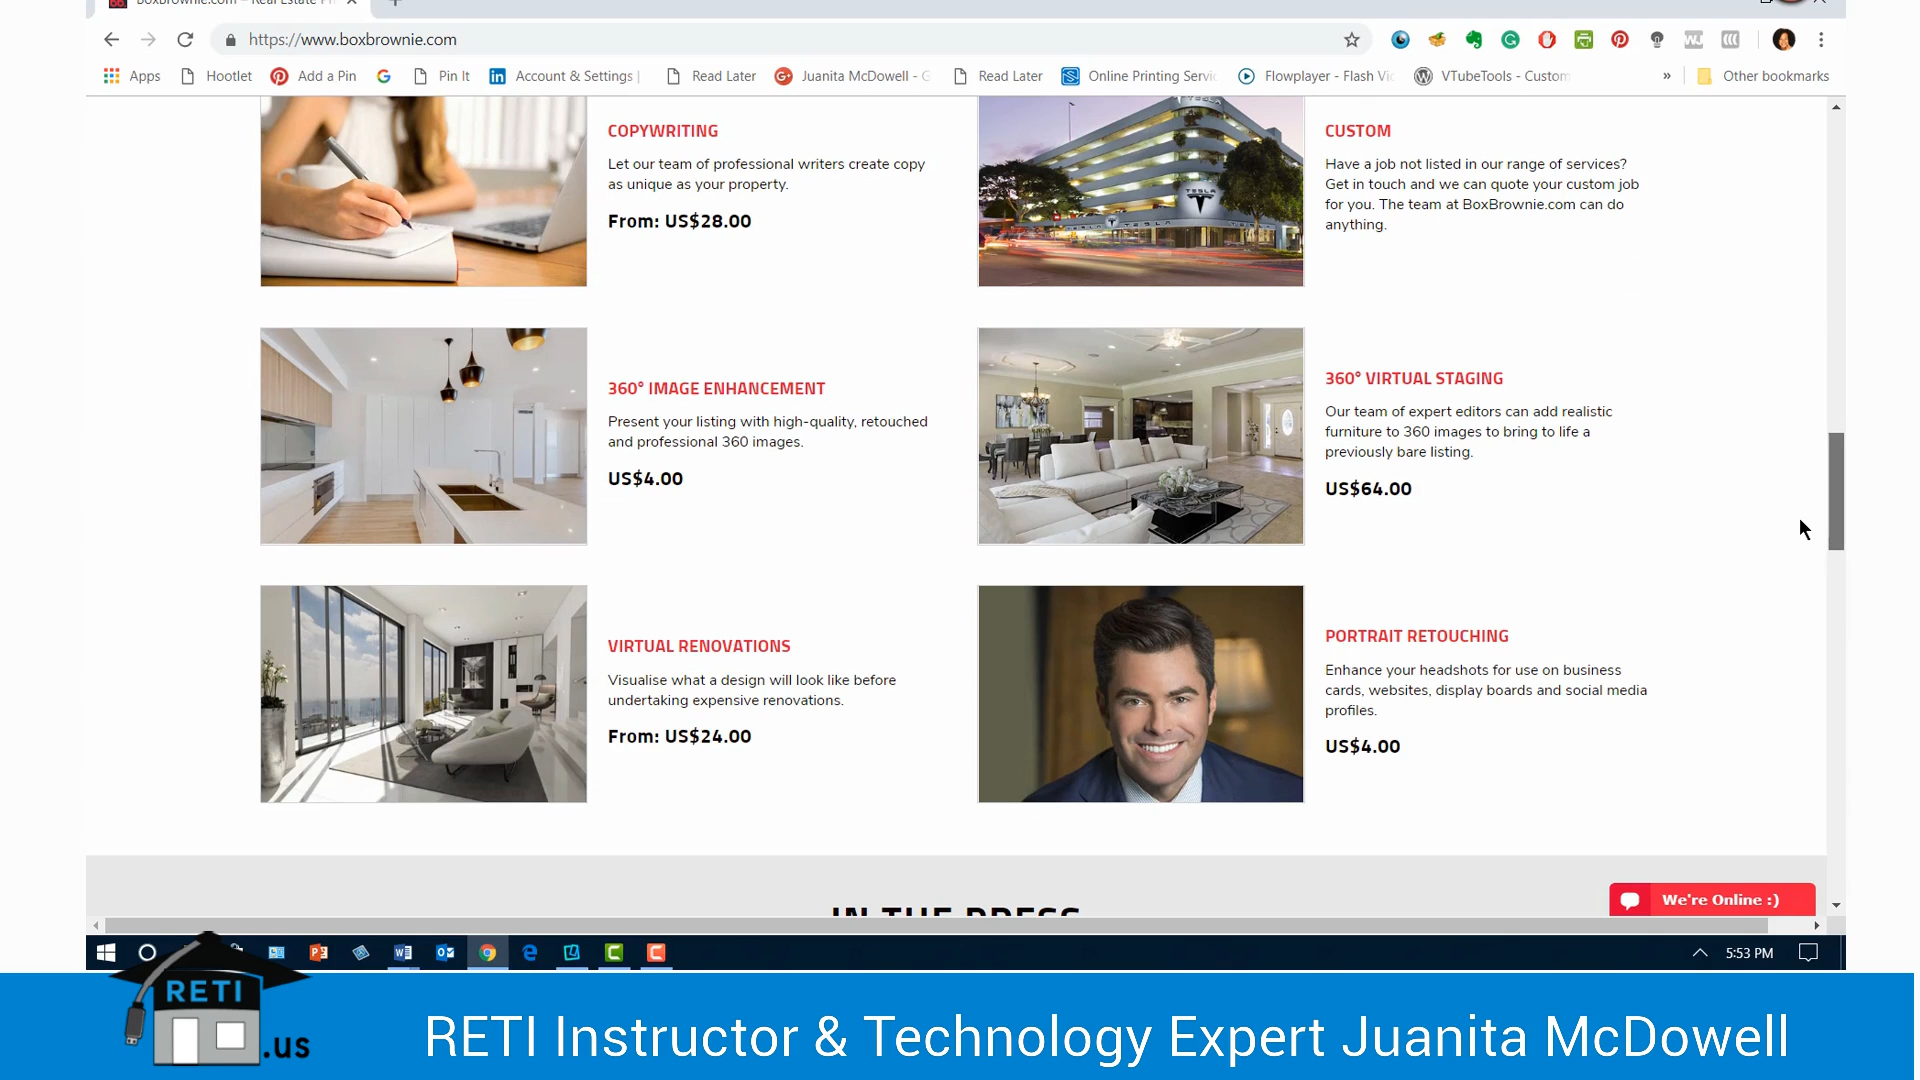 BoxBrownie.com – Real Estate Ph
https://www.boxbrownie.com
Apps Hootlet Add a Pin Pin It Account & Settings | Read Later Juanita McDowell - G Read Later Online Printing Servic Flowplayer - Flash Vid VTubeTools - Custom » Other bookmarks
COPYWRITING
Let our team of professional writers create copy
as unique as your property.
From: US$28.00
TESLA
CUSTOM
Have a job not listed in our range of services?
Get in touch and we can quote your custom job
for you. The team at BoxBrownie.com can do
anything.
360° IMAGE ENHANCEMENT
Present your listing with high-quality, retouched
and professional 360 images.
US$4.00
360° VIRTUAL STAGING
Our team of expert editors can add realistic
furniture to 360 images to bring to life a
previously bare listing.
US$64.00
VIRTUAL RENOVATIONS
Visualise what a design will look like before
undertaking expensive renovations.
From: US$24.00
PORTRAIT RETOUCHING
Enhance your headshots for use on business
cards, websites, display boards and social media
profiles.
US$4.00
IN THE PRESS
We're Online :)
5:53 PM
RETI
.us
RETI Instructor & Technology Expert Juanita McDowell